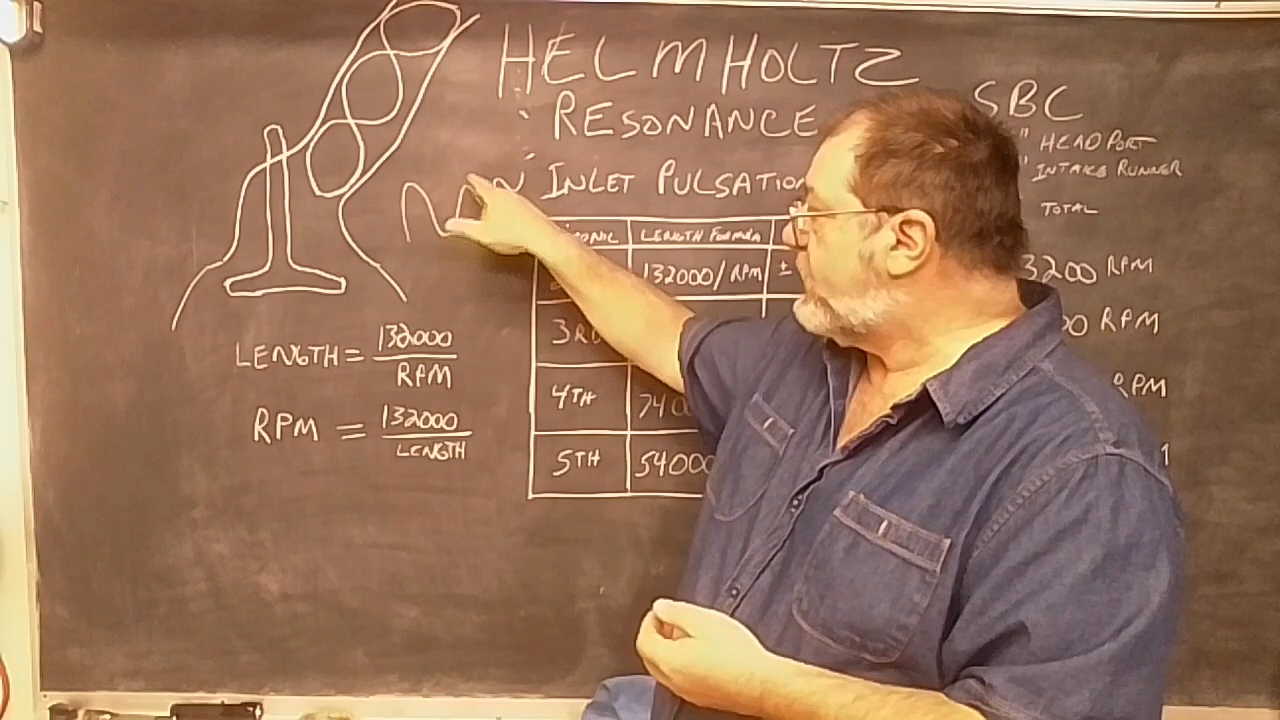 HELMHOLTZ
RESONANCE
INLET PULSATION
LENGTH FORMULA
132000/RPM ±
3RD
4TH
5TH 54000
LENGTH = 132000
RPM
RPM = 132000
LENGTH
SBC
" HEAD PORT
" INTAKE RUNNER
TOTAL
3200 RPM
RPM
RPM